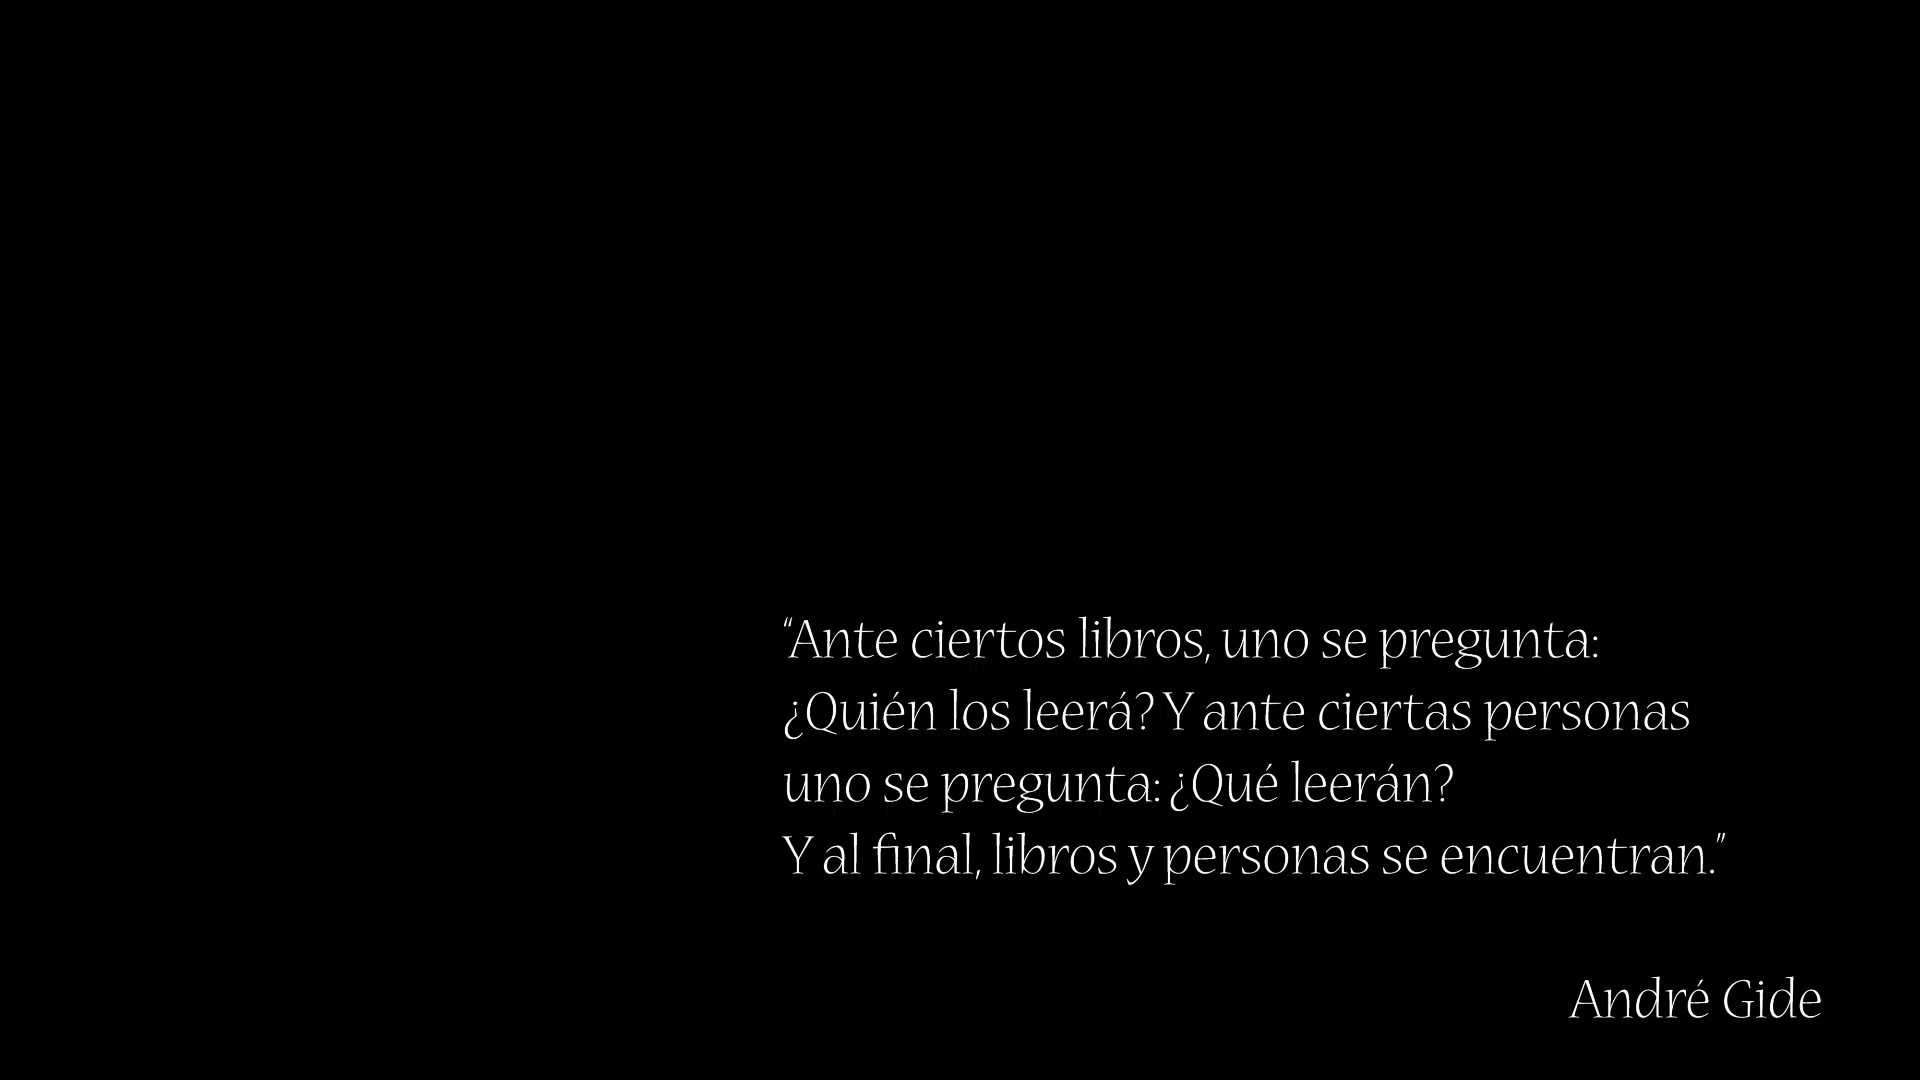 “Ante ciertos libros, uno se pregunta:
¿Quién los leerá? Y ante ciertas personas
uno se pregunta: ¿Qué leerán?
Y al final, libros y personas se encuentran.”
André Gide